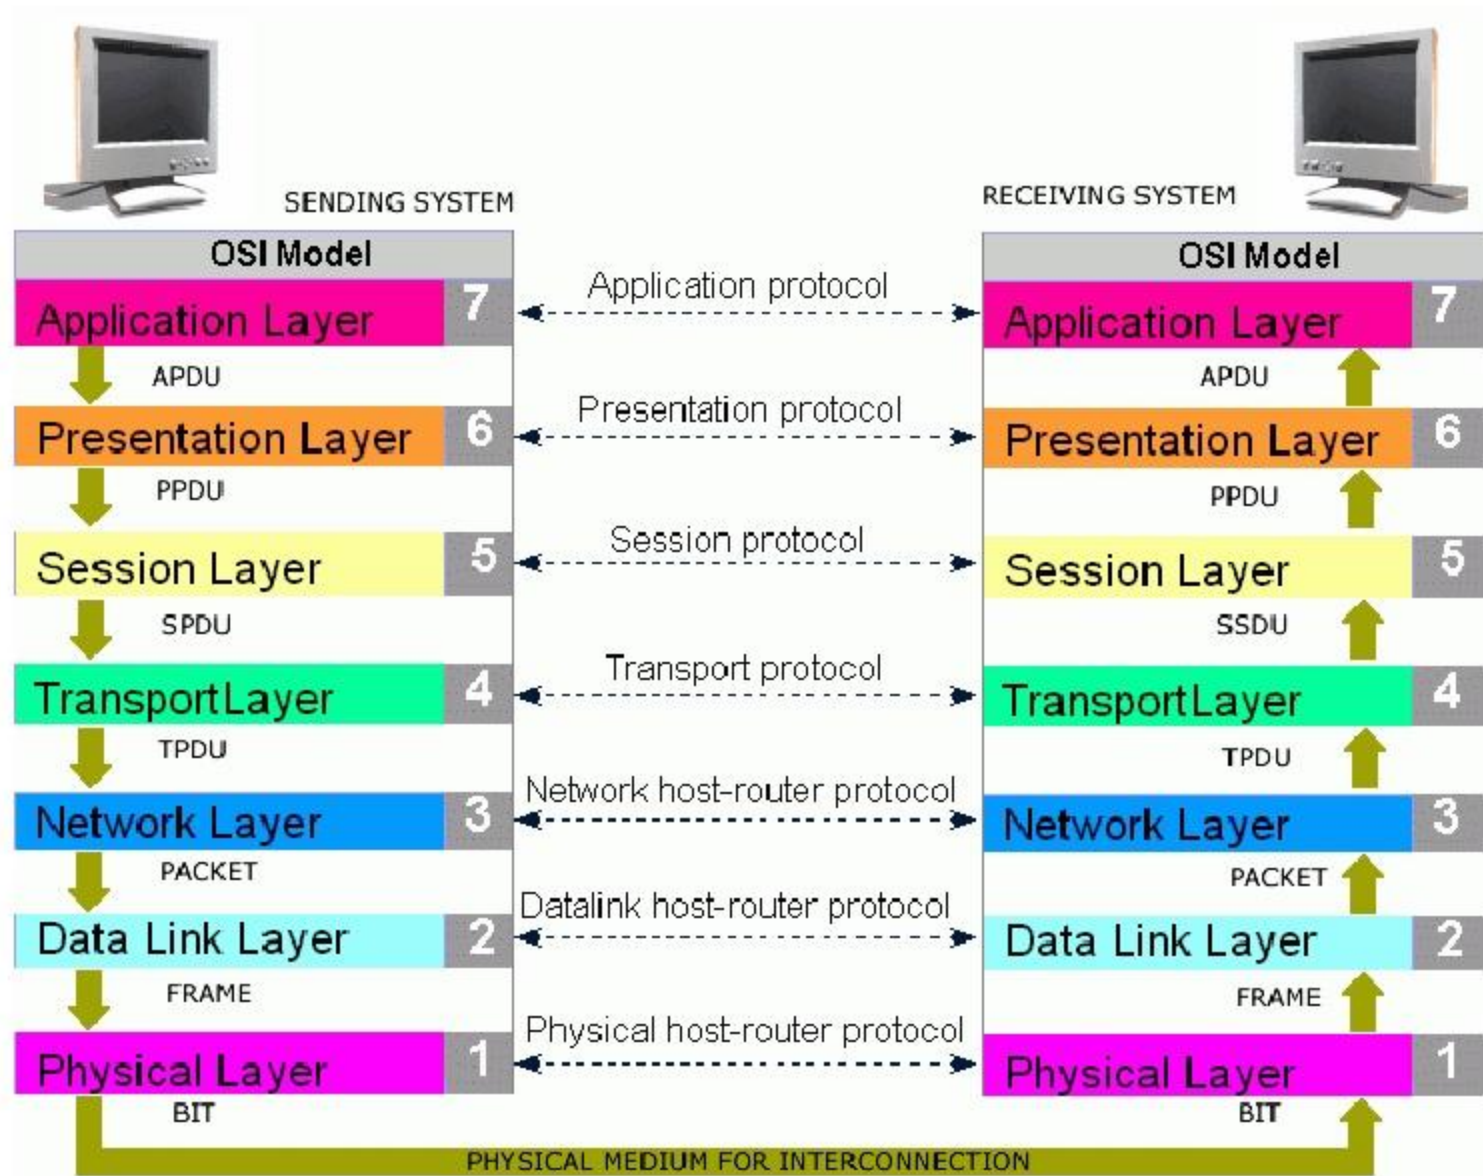 SENDING SYSTEM
RECEIVING SYSTEM
OSI Model
OSI Model
Application Layer 7
Application protocol
Application Layer 7
APDU
APDU
Presentation Layer 6
Presentation protocol
Presentation Layer 6
PPDU
PPDU
Session Layer 5
Session protocol
Session Layer 5
SPDU
SSDU
TransportLayer 4
Transport protocol
TransportLayer 4
TPDU
TPDU
Network Layer 3
Network host-router protocol
Network Layer 3
PACKET
PACKET
Data Link Layer 2
Datalink host-router protocol
Data Link Layer 2
FRAME
FRAME
Physical Layer 1
Physical host-router protocol
Physical Layer 1
BIT
BIT
PHYSICAL MEDIUM FOR INTERCONNECTION